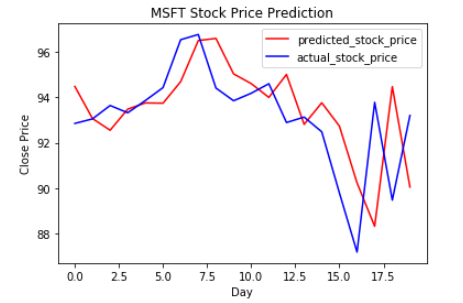 MSFT Stock Price Prediction
predicted_stock_price
actual_stock_price
96
94
92
90
88
Close Price
0.0 2.5 5.0 7.5 10.0 12.5 15.0 17.5
Day